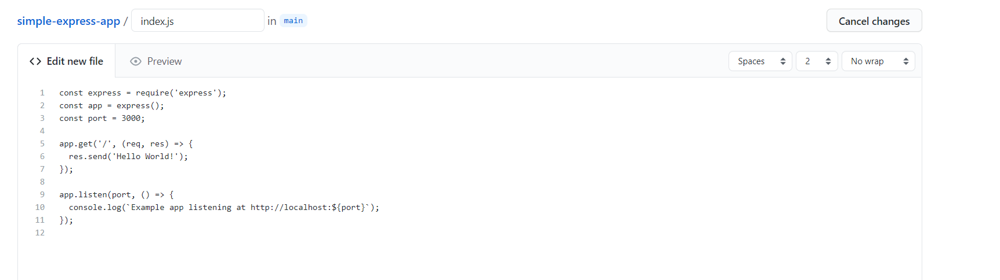 simple-express-app / index.js in main Cancel changes
<> Edit new file Preview Spaces 2 No wrap
1 const express = require('express');
2 const app = express();
3 const port = 3000;
4
5 app.get('/', (req, res) => {
6   res.send('Hello World!');
7 });
8
9 app.listen(port, () => {
10   console.log(`Example app listening at http://localhost:${port}`);
11 });
12